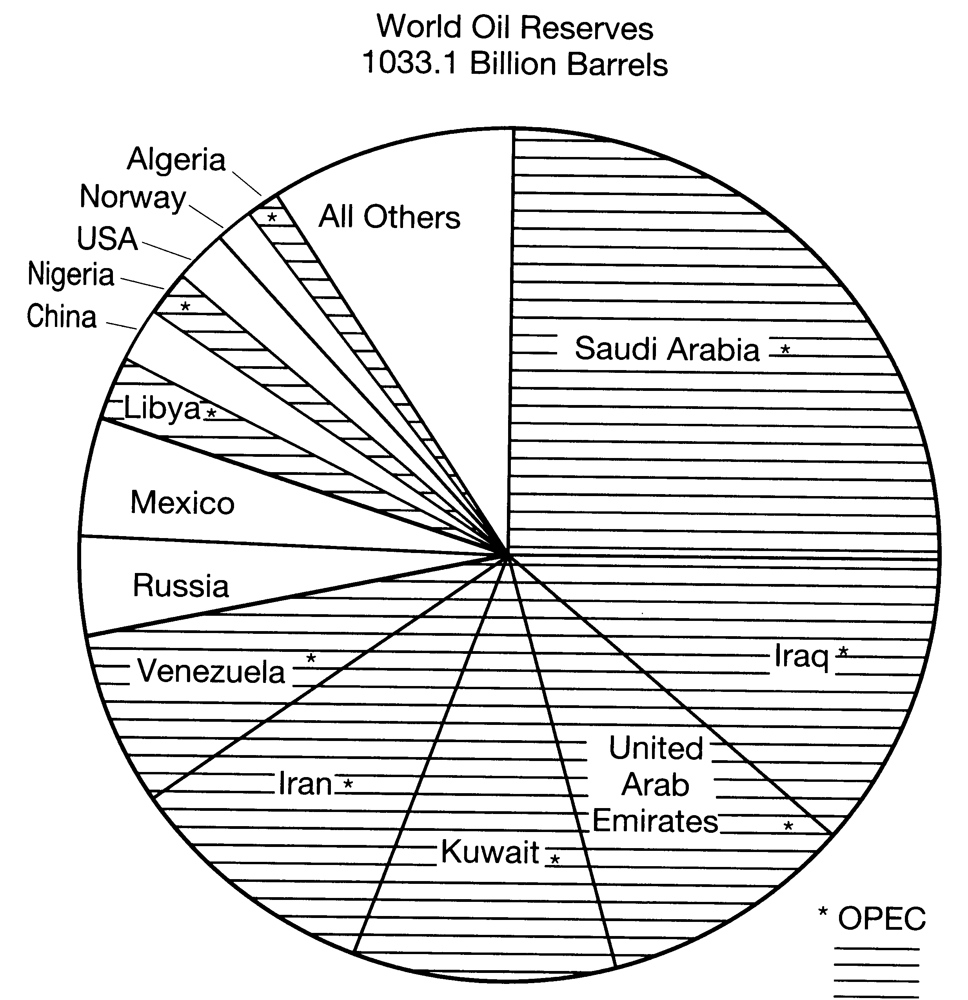 World Oil Reserves
1033.1 Billion Barrels
Algeria
Norway
USA
Nigeria
China
*
All Others
*
Saudi Arabia *
Libya *
Mexico
Russia
Venezuela *
Iraq *
Iran *
United
Arab
Emirates *
Kuwait *
* OPEC